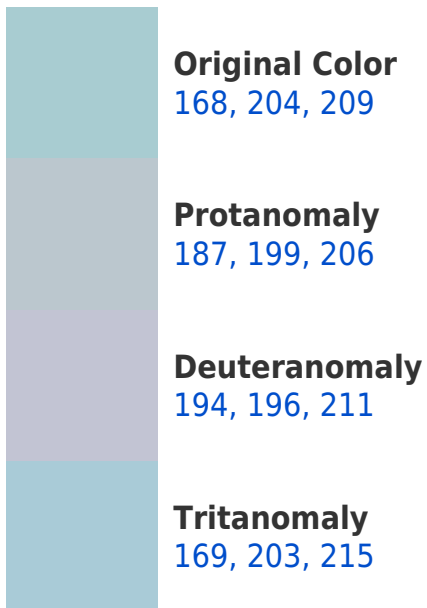 Original Color
168, 204, 209
Protanomaly
187, 199, 206
Deuteranomaly
194, 196, 211
Tritanomaly
169, 203, 215